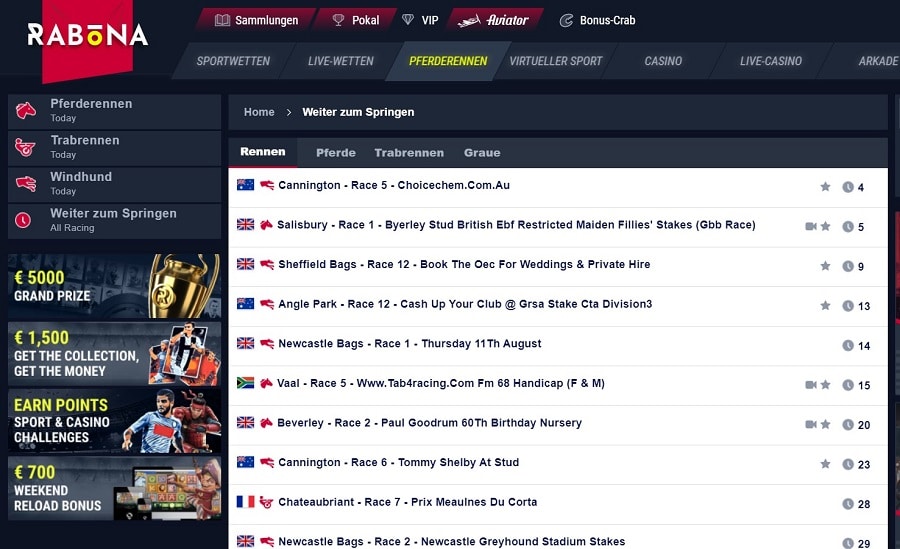 RABONA
Sammlungen
Pokal
VIP
Aviator
Bonus-Crab
SPORTWETTEN
LIVE-WETTEN
PFERDERENNEN
VIRTUELLER SPORT
CASINO
LIVE-CASINO
ARKADE
Pferderennen
Today
Trabrennen
Today
Windhund
Today
Weiter zum Springen
All Racing
€ 5000
GRAND PRIZE
€ 1,500
GET THE COLLECTION,
GET THE MONEY
EARN POINTS
SPORT & CASINO
CHALLENGES
€ 700
WEEKEND
RELOAD BONUS
Home > Weiter zum Springen
Rennen Pferde Trabrennen Graue
Cannington - Race 5 - Choicechem.Com.Au 4
Salisbury - Race 1 - Byerley Stud British Ebf Restricted Maiden Fillies' Stakes (Gbb Race) 5
Sheffield Bags - Race 12 - Book The Oec For Weddings & Private Hire 9
Angle Park - Race 12 - Cash Up Your Club @ Grsa Stake Cta Division3 13
Newcastle Bags - Race 1 - Thursday 11Th August 14
Vaal - Race 5 - Www.Tab4racing.Com Fm 68 Handicap (F & M) 15
Beverley - Race 2 - Paul Goodrum 60Th Birthday Nursery 20
Cannington - Race 6 - Tommy Shelby At Stud 23
Chateaubriant - Race 7 - Prix Meaulnes Du Corta 28
Newcastle Bags - Race 2 - Newcastle Greyhound Stadium Stakes 29